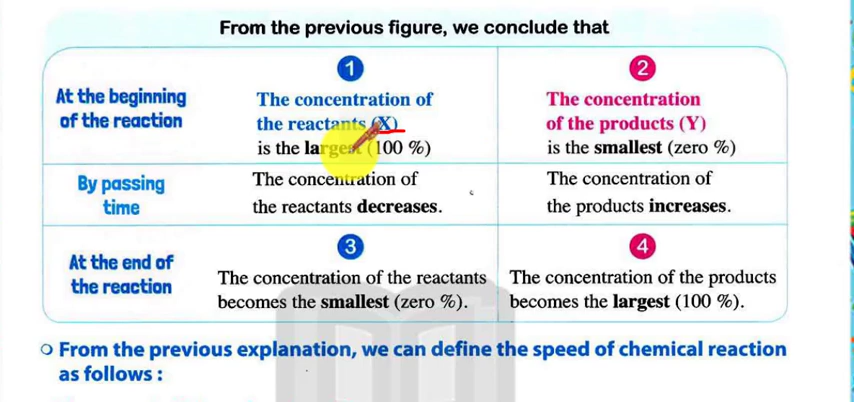 From the previous figure, we conclude that
1
2
At the beginning
of the reaction
The concentration of
the reactants (X)
is the largest (100 %)
The concentration
of the products (Y)
is the smallest (zero %)
By passing
time
The concentration of
the reactants decreases.
The concentration of
the products increases.
3
4
At the end of
the reaction
The concentration of the reactants
becomes the smallest (zero %).
The concentration of the products
becomes the largest (100 %).
From the previous explanation, we can define the speed of chemical reaction
as follows :